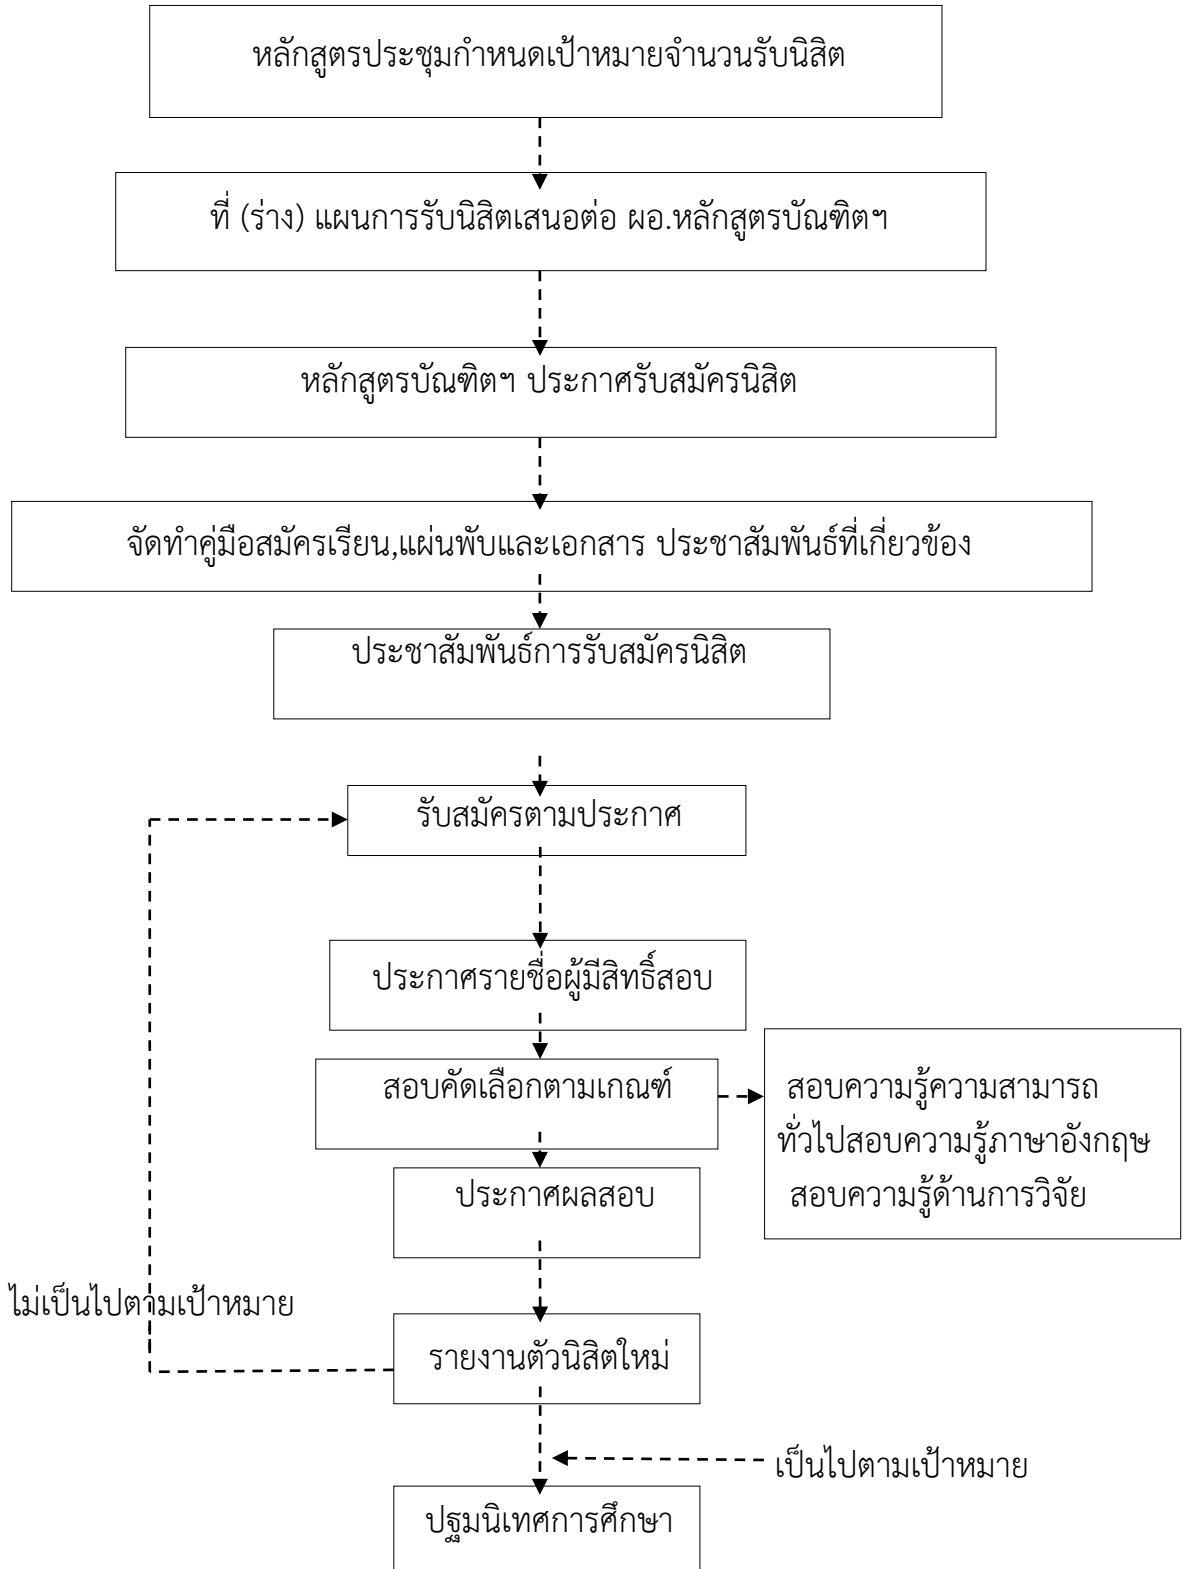 หลักสูตรประชุมกำหนดเป้าหมายจำนวนรับนิสิต
ที่ (ร่าง) แผนการรับนิสิตเสนอต่อ ผอ.หลักสูตรบัณฑิตฯ
หลักสูตรบัณฑิตฯ ประกาศรับสมัครนิสิต
จัดทำคู่มือสมัครเรียน,แผ่นพับและเอกสาร ประชาสัมพันธ์ที่เกี่ยวข้อง
ประชาสัมพันธ์การรับสมัครนิสิต
รับสมัครตามประกาศ
ประกาศรายชื่อผู้มีสิทธิ์สอบ
สอบคัดเลือกตามเกณฑ์
สอบความรู้ความสามารถ
ทั่วไปสอบความรู้ภาษาอังกฤษ
สอบความรู้ด้านการวิจัย
ประกาศผลสอบ
ไม่เป็นไปตามเป้าหมาย
รายงานตัวนิสิตใหม่
เป็นไปตามเป้าหมาย
ปฐมนิเทศการศึกษา